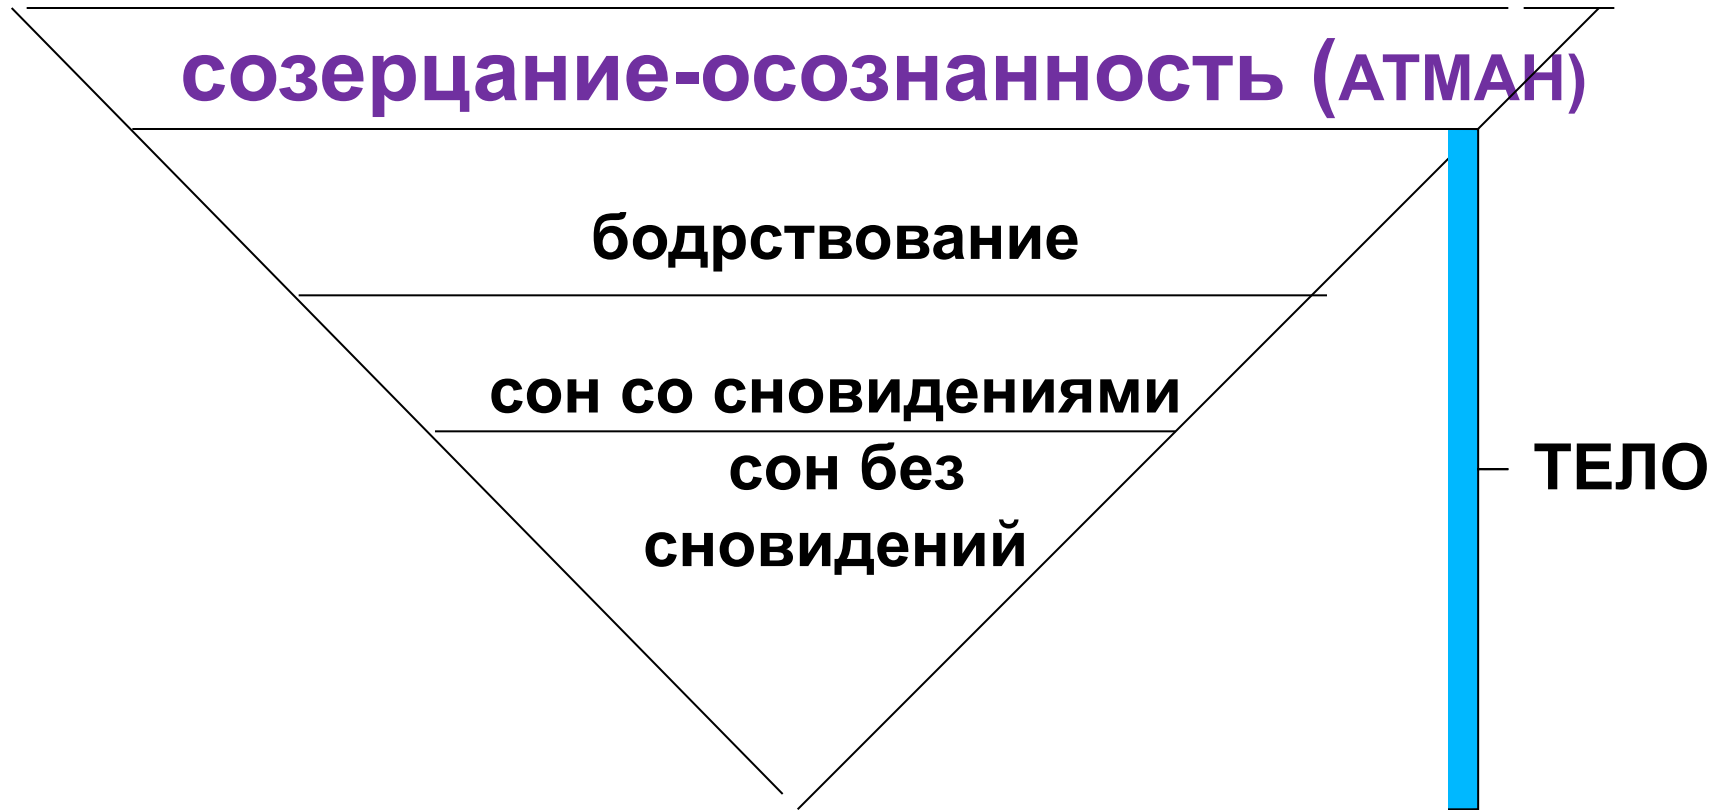 созерцание-осознанность (АТМАН)
бодрствование
сон со сновидениями
сон без
сновидений
ТЕЛО